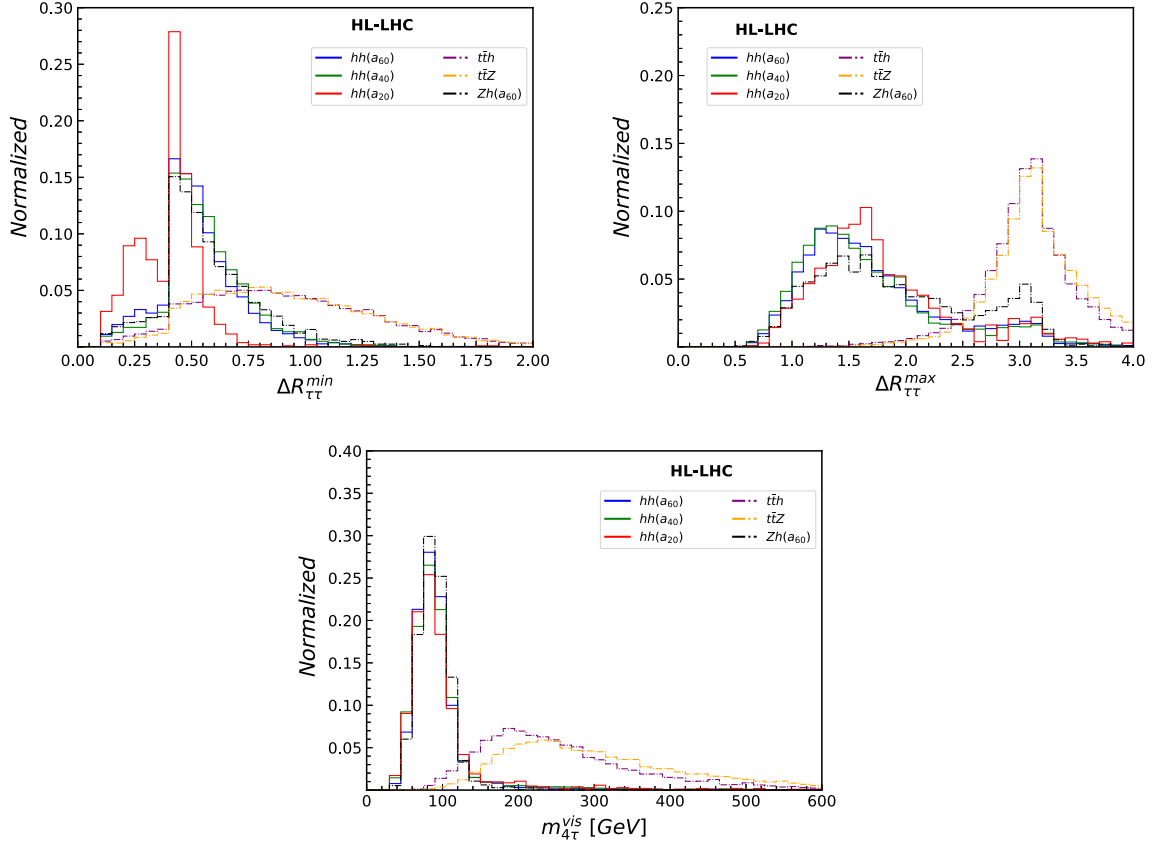 HL-LHC
hh(a₆₀) tt̄h
hh(a₄₀) tt̄Z
hh(a₂₀) Zh(a₆₀)
Normalized
0.30
0.25
0.20
0.15
0.10
0.05
0.00 0.25 0.50 0.75 1.00 1.25 1.50 1.75 2.00
ΔR_{ττ}^{min}
HL-LHC
hh(a₆₀) tt̄h
hh(a₄₀) tt̄Z
hh(a₂₀) Zh(a₆₀)
Normalized
0.25
0.20
0.15
0.10
0.05
0.0 0.5 1.0 1.5 2.0 2.5 3.0 3.5 4.0
ΔR_{ττ}^{max}
HL-LHC
hh(a₆₀) tt̄h
hh(a₄₀) tt̄Z
hh(a₂₀) Zh(a₆₀)
Normalized
0.40
0.35
0.30
0.25
0.20
0.15
0.10
0.05
0 100 200 300 400 500 600
m_{4τ}^{vis} [GeV]